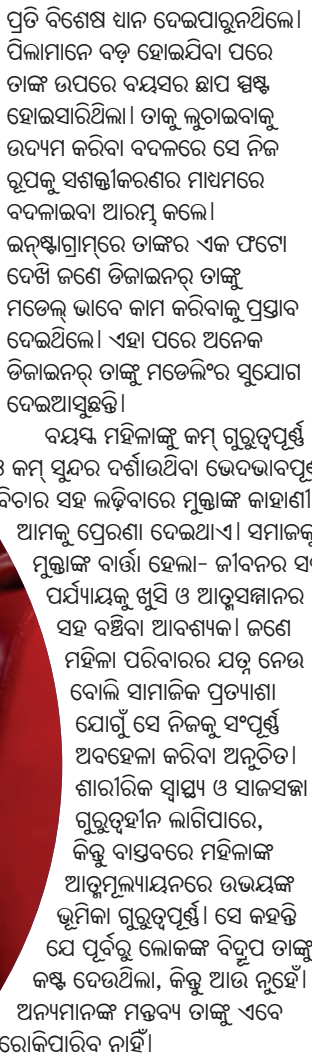 ପ୍ରତି ବିଶେଷ ଧ୍ୟାନ ଦେଇପାରୁନଥିଲେ।
ପିଲାମାନେ ବଡ଼ ହୋଇଯିବା ପରେ
ତାଙ୍କ ଉପରେ ବୟସର ଛାପ ସ୍ପଷ୍ଟ
ହୋଇସାରିଥିଲା। ତାକୁ ଲୁଚାଇବାକୁ
ଉଦ୍ୟମ କରିବା ବଦଳରେ ସେ ନିଜ
ରୂପକୁ ସଶକ୍ତୀକରଣର ମାଧ୍ୟମରେ
ବଦଳାଇବା ଆରମ୍ଭ କଲେ।
ଇନ୍‌ଷ୍ଟାଗ୍ରାମ୍‌ରେ ତାଙ୍କର ଏକ ଫଟୋ
ଦେଖି ଜଣେ ଡିଜାଇନର୍ ତାଙ୍କୁ
ମଡେଲ୍ ଭାବେ କାମ କରିବାକୁ ପ୍ରସ୍ତାବ
ଦେଇଥିଲେ। ଏହା ପରେ ଅନେକ
ଡିଜାଇନର୍ ତାଙ୍କୁ ମଡେଲିଂର ସୁଯୋଗ
ଦେଇଆସୁଛନ୍ତି।
ବୟସ୍କ ମହିଳାଙ୍କୁ କମ୍ ଗୁରୁତ୍ୱପୂର୍ଣ୍ଣ
ଓ କମ୍ ସୁନ୍ଦର ଦର୍ଶାଉଥିବା ଭେଦଭାବପୂର୍ଣ୍ଣ
ବିଚାର ସହ ଲଢ଼ିବାରେ ମୁକ୍ତାଙ୍କ କାହାଣୀ
ଆମକୁ ପ୍ରେରଣା ଦେଇଥାଏ। ସମାଜକୁ
ମୁକ୍ତାଙ୍କ ବାର୍ତ୍ତା ହେଲା- ଜୀବନର
ପର୍ଯ୍ୟାୟକୁ ଖୁସି ଓ ଆତ୍ମସମ୍ମାନର
ସହ ବଞ୍ଚିବା ଆବଶ୍ୟକ। ଜଣେ
ମହିଳା ପରିବାରର ଯତ୍ନ ନେଉ
ବୋଲି ସାମାଜିକ ପ୍ରତ୍ୟାଶା
ଯୋଗୁଁ ସେ ନିଜକୁ ସଂପୂର୍ଣ୍ଣ
ଅବହେଳା କରିବା ଅନୁଚିତ।
ଶାରୀରିକ ସ୍ୱାସ୍ଥ୍ୟ ଓ ସାଜସଜ୍ଜା
ଗୁରୁତ୍ୱହୀନ ଲାଗିପାରେ,
କିନ୍ତୁ ବାସ୍ତବରେ ମହିଳାଙ୍କ
ଆତ୍ମମୂଲ୍ୟାୟନରେ ଉଭୟଙ୍କ
ଭୂମିକା ଗୁରୁତ୍ୱପୂର୍ଣ୍ଣ। ସେ କହନ୍ତି
ଯେ ପୂର୍ବରୁ ଲୋକଙ୍କ ବିଦ୍ରୂପ ତାଙ୍କୁ
କଷ୍ଟ ଦେଉଥିଲା, କିନ୍ତୁ ଆଉ ନୁହେଁ।
ଅନ୍ୟମାନଙ୍କ ମନ୍ତବ୍ୟ ତାଙ୍କୁ ଏବେ
ରୋକିପାରିବ ନାହିଁ।